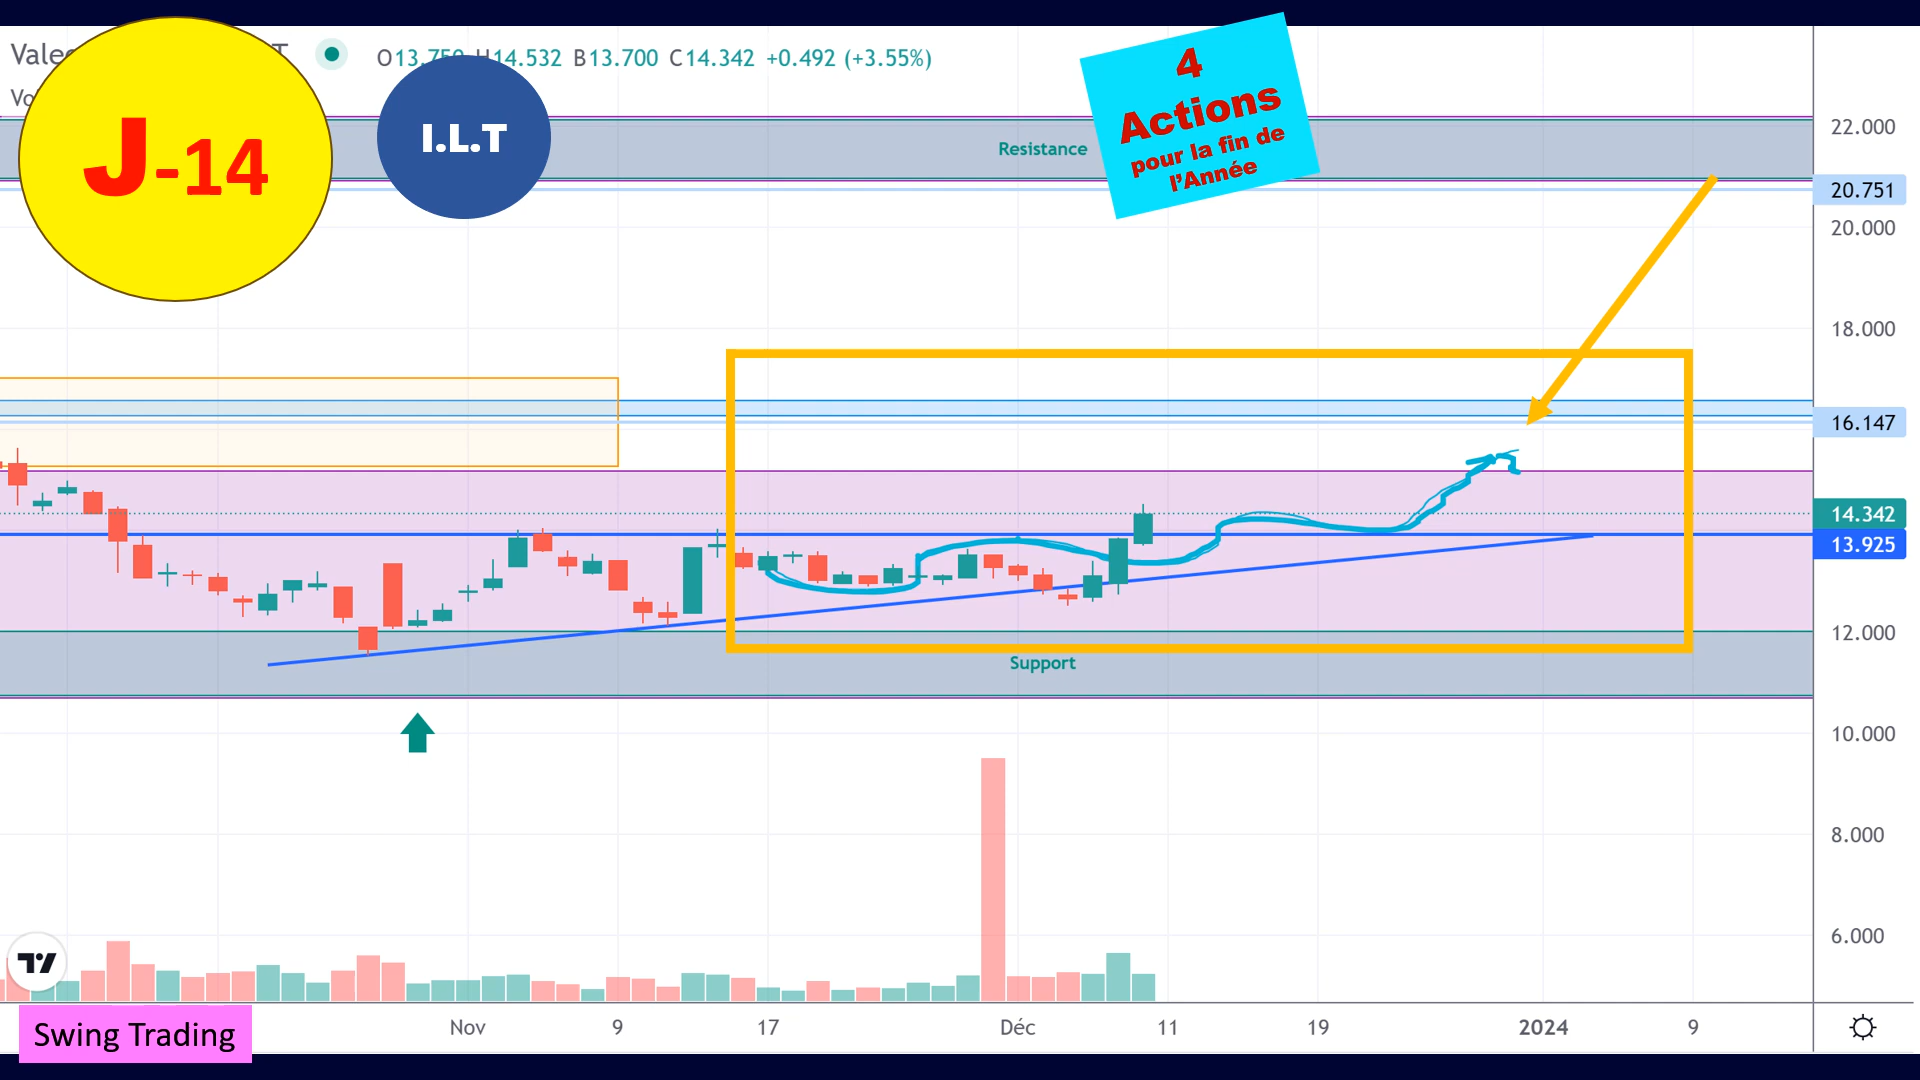 J-14
I.L.T
O13.750 H14.532 B13.700 C14.342 +0.492 (+3.55%)
4
Actions
pour la fin de
l'Année
Resistance
22.000
20.751
20.000
18.000
16.147
14.342
13.925
12.000
Support
10.000
8.000
6.000
Nov 9 17 Déc 11 19 2024 9
Swing Trading